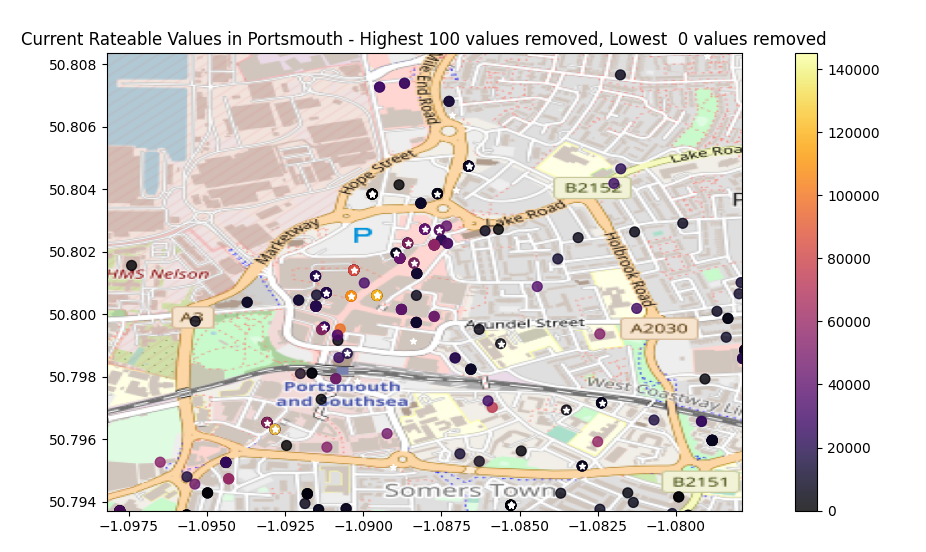 Current Rateable Values in Portsmouth - Highest 100 values removed, Lowest  0 values removed
50.808
50.806
50.804
50.802
50.800
50.798
50.796
50.794
−1.0975
−1.0950
−1.0925
−1.0900
−1.0875
−1.0850
−1.0825
−1.0800
140000
120000
100000
80000
60000
40000
20000
0
Mile End Road
Hope Street
Lake Roa
B2152
P
Lake Road
P
Marketway
HMS Nelson
Holbrook Road
A3
Arundel Street
A2030
Portsmouth
and Southsea
West Coastway Li
B2151
Somers Town